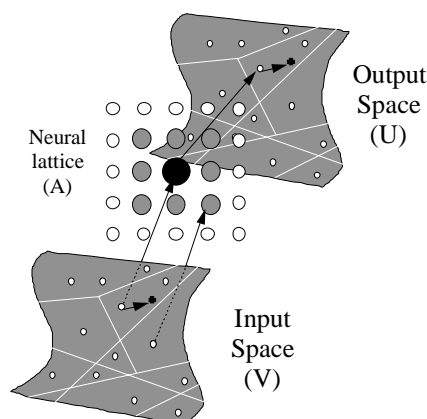 Output
Space
(U)
Neural
lattice
(A)
Input
Space
(V)